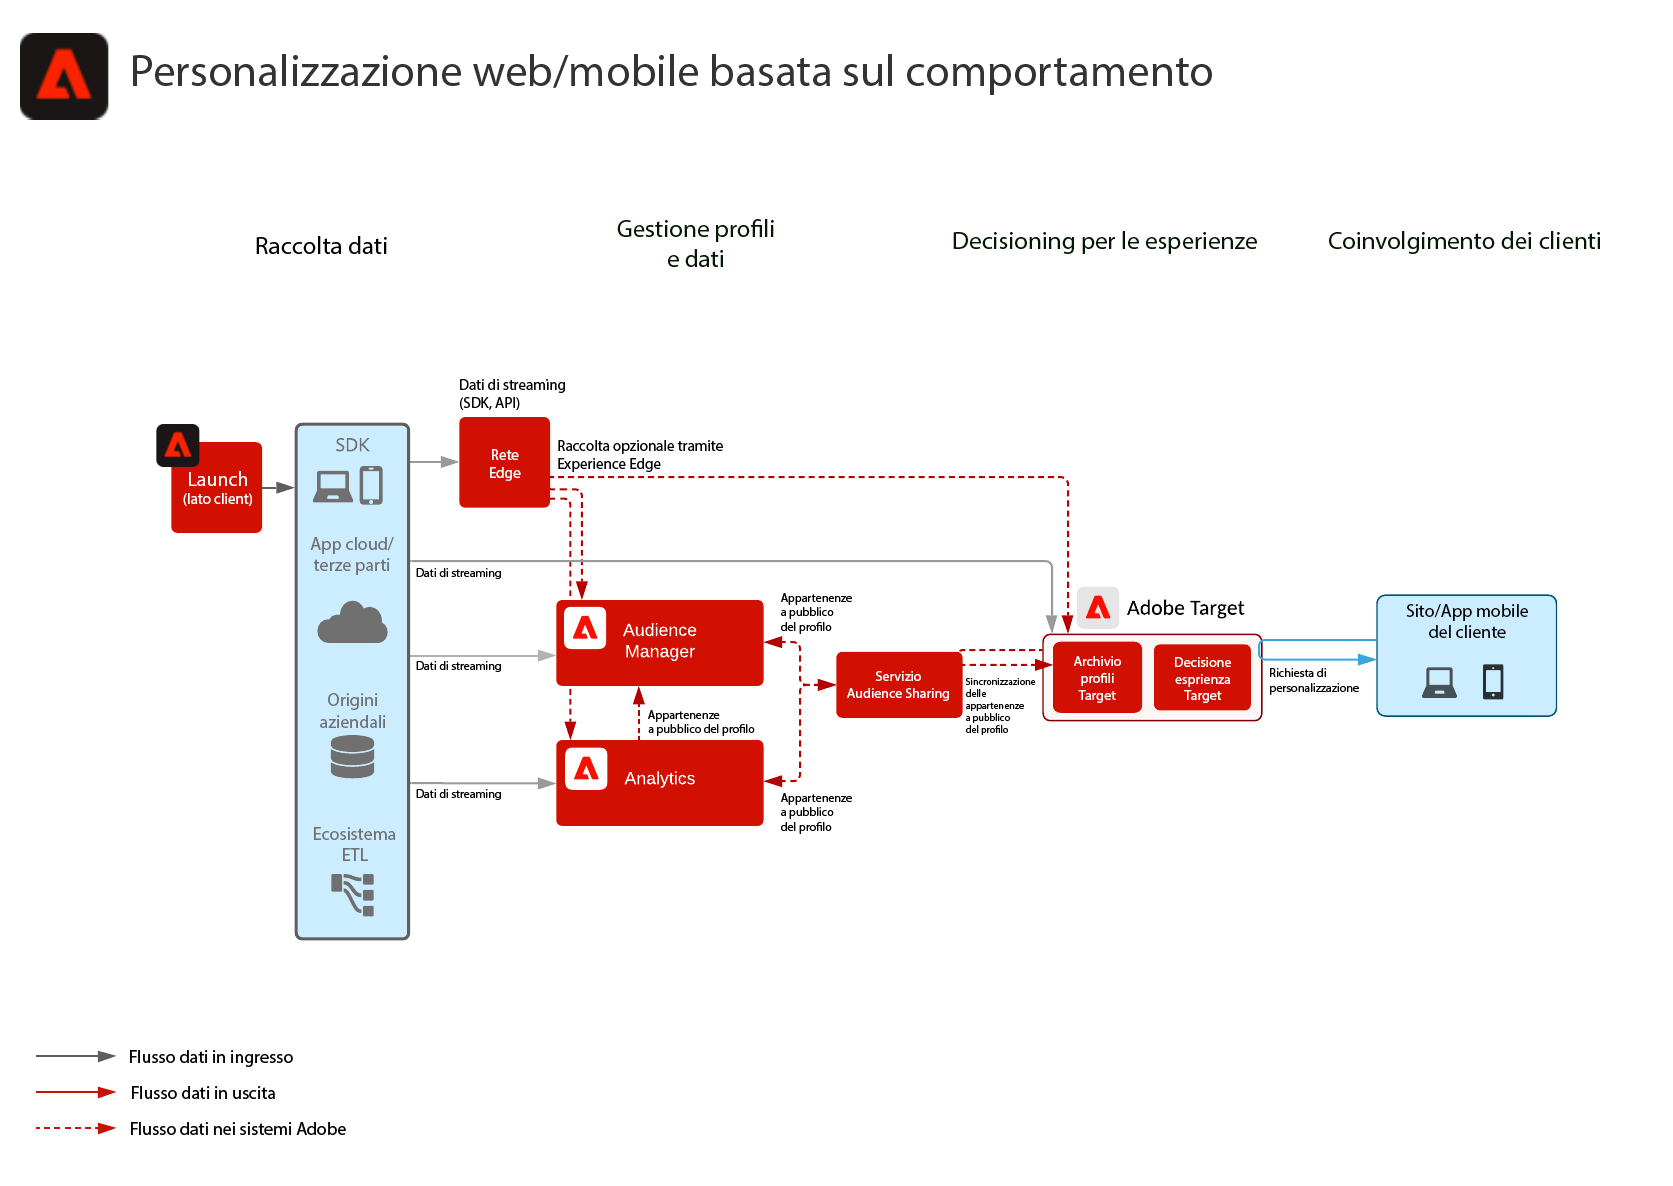 Personalizzazione web/mobile basata sul comportamento
Raccolta dati
Gestione profili
e dati
Decisioning per le esperienze
Coinvolgimento dei clienti
Launch
(lato client)
SDK
App cloud/
terze parti
Origini
aziendali
Ecosistema
ETL
Dati di streaming
(SDK, API)
Rete
Edge
Raccolta opzionale tramite
Experience Edge
Dati di streaming
Dati di streaming
Dati di streaming
Audience
Manager
Appartenenze
a pubblico del profilo
Analytics
Appartenenze
a pubblico
del profilo
Appartenenze
a pubblico
del profilo
Servizio
Audience Sharing
Sincronizzazione
delle
appartenenze
a pubblico
del profilo
Adobe Target
Archivio
profili
Target
Decisione
esprienza
Target
Richiesta di
personalizzazione
Sito/App mobile
del cliente
Flusso dati in ingresso
Flusso dati in uscita
Flusso dati nei sistemi Adobe